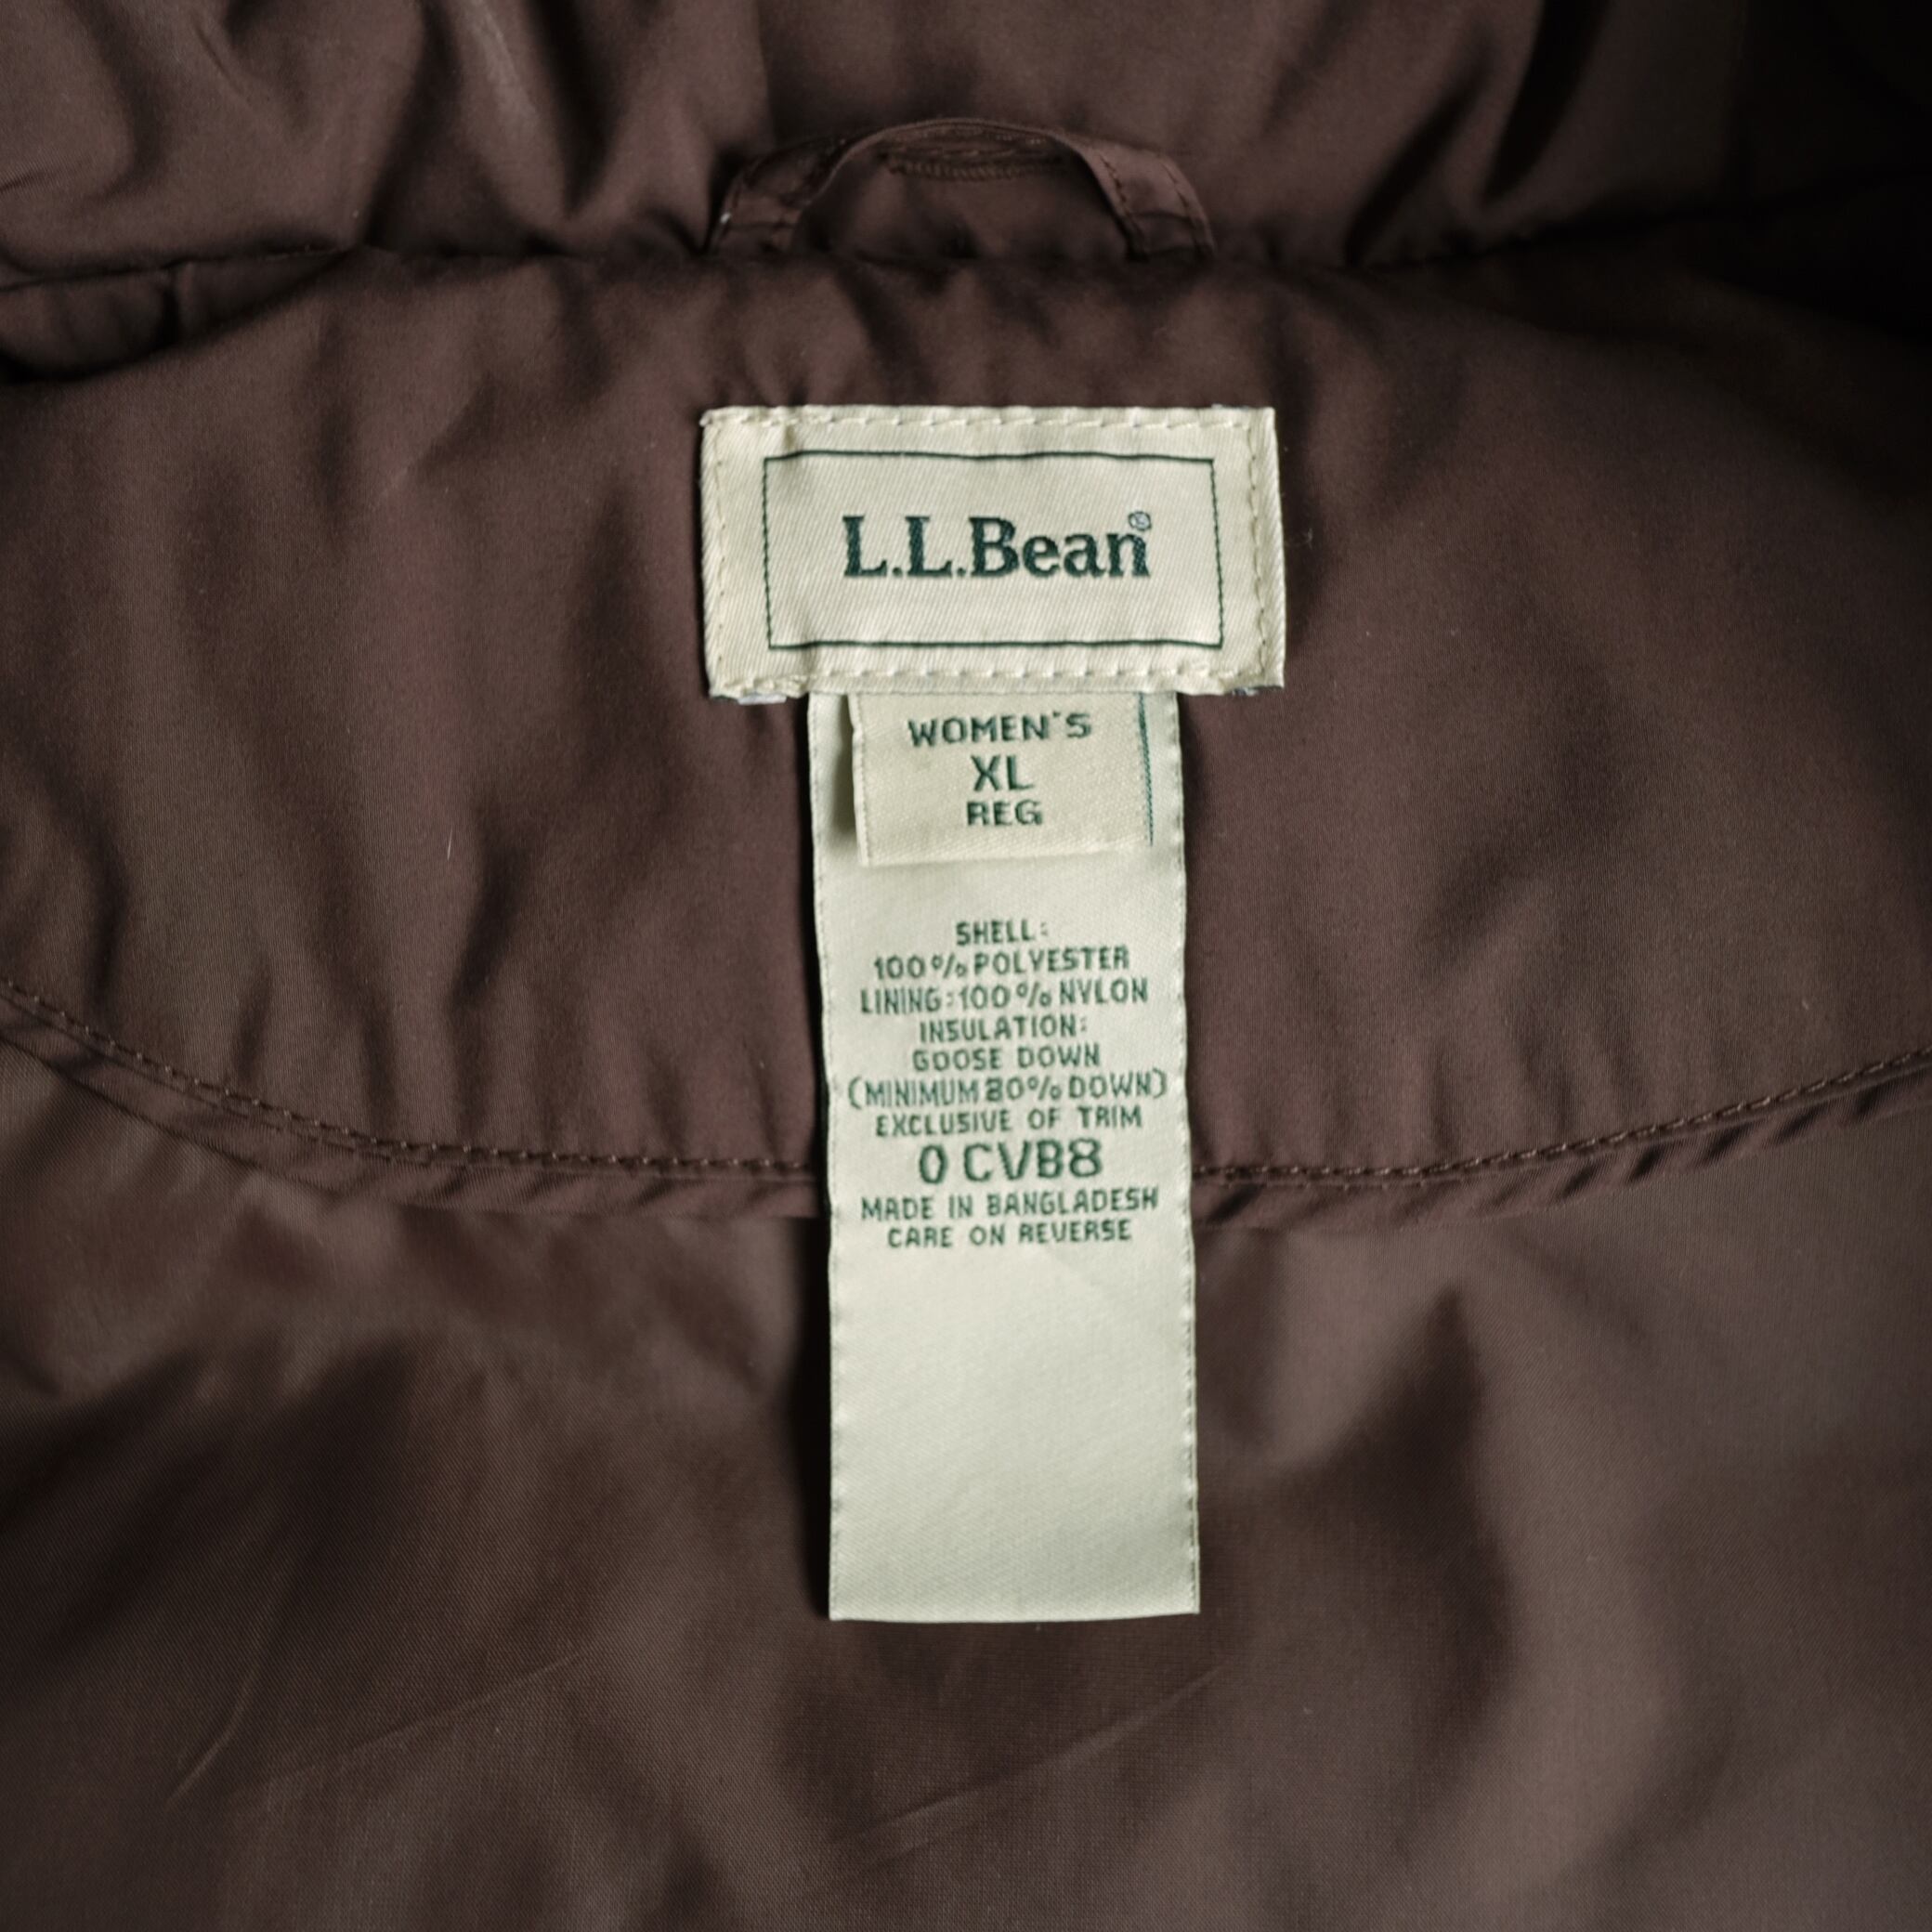 L.L.Bean®
WOMEN'S
XL
REG
SHELL:
100% POLYESTER
LINING: 100% NYLON
INSULATION:
GOOSE DOWN
(MINIMUM 80% DOWN)
EXCLUSIVE OF TRIM
0 CVB8
MADE IN BANGLADESH
CARE ON REVERSE